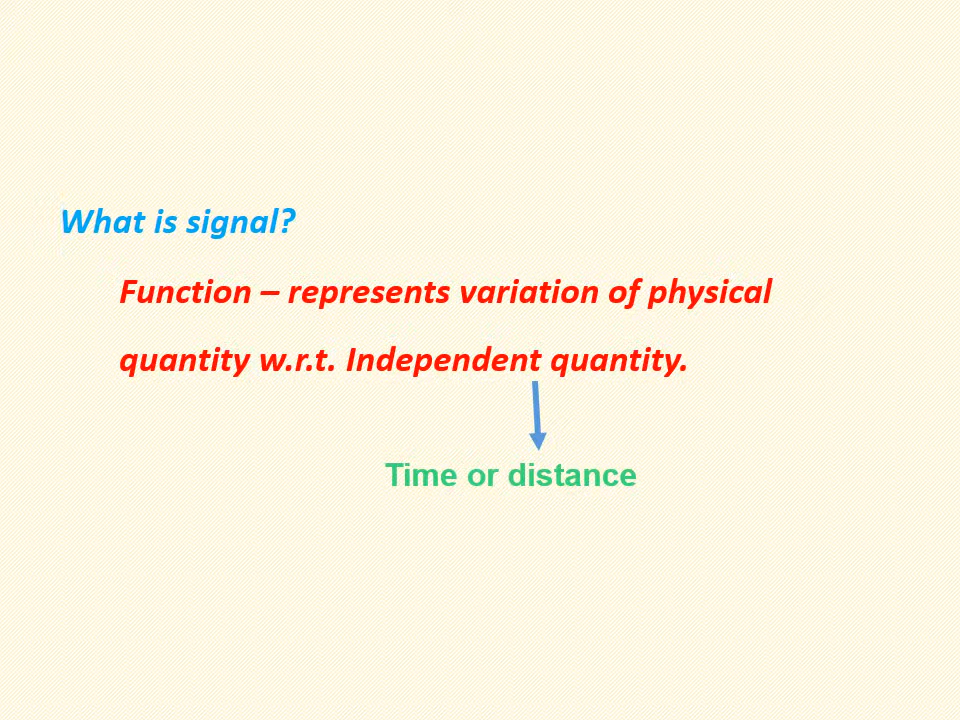 What is signal?
Function – represents variation of physical
quantity w.r.t. Independent quantity.
Time or distance